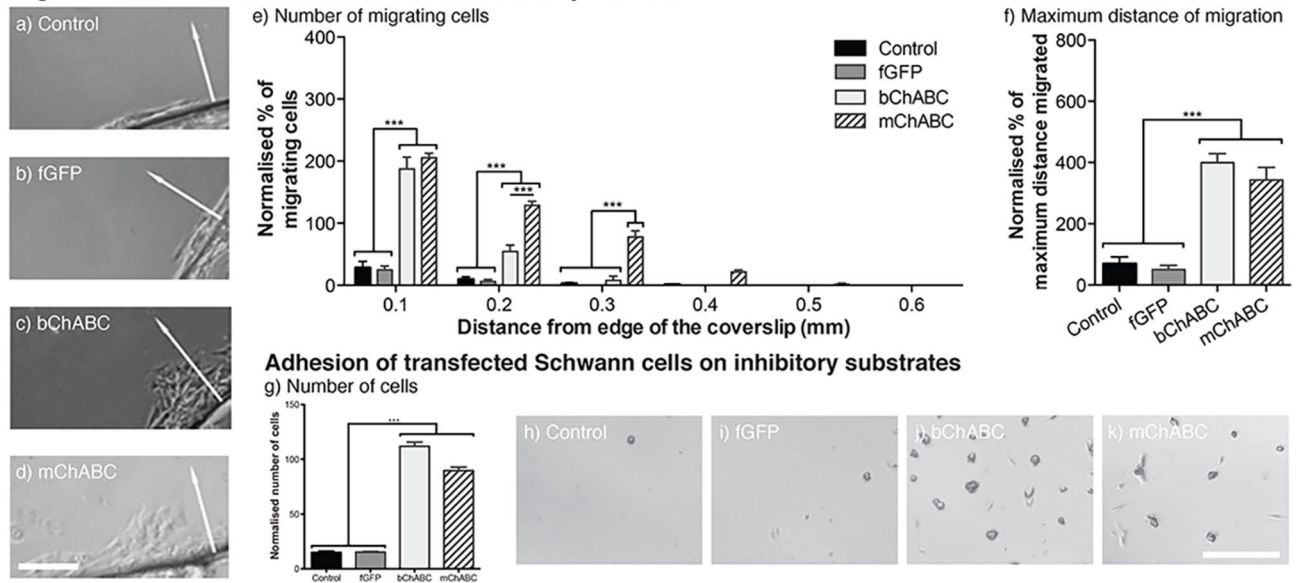 a) Control
b) fGFP
c) bChABC
d) mChABC
e) Number of migrating cells
Normalised % of
migrating cells
400
300
200
100
0
***
***
***
***
Control
fGFP
bChABC
mChABC
0.1 0.2 0.3 0.4 0.5 0.6
Distance from edge of the coverslip (mm)
f) Maximum distance of migration
Normalised % of
maximum distance migrated
800
600
400
200
0
***
Control fGFP bChABC mChABC
Adhesion of transfected Schwann cells on inhibitory substrates
g) Number of cells
Normalised number of cells
150
100
50
0
***
Control fGFP bChABC mChABC
h) Control
i) fGFP
j) bChABC
k) mChABC